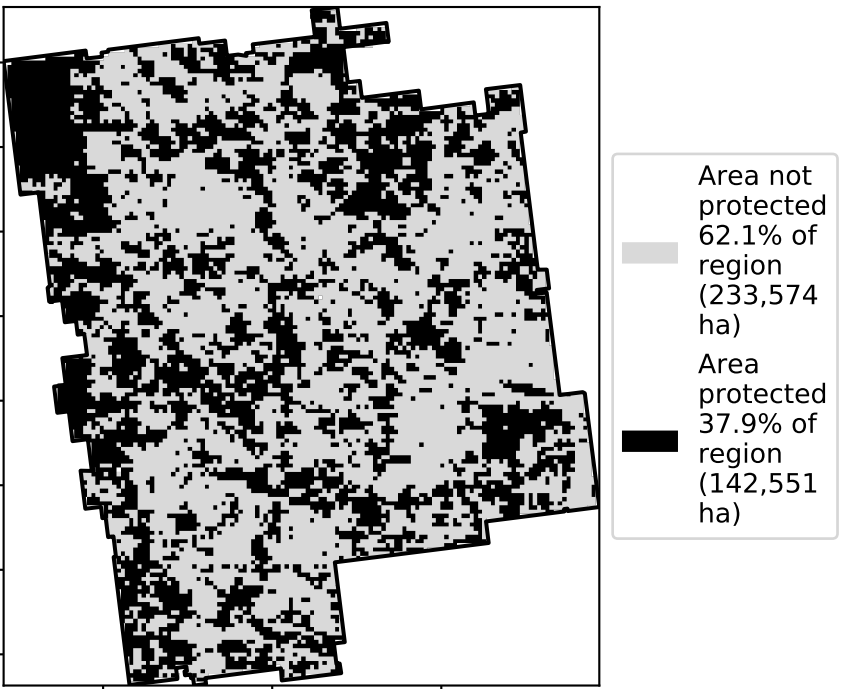 Area not
protected
62.1% of
region
(233,574
ha)
Area
protected
37.9% of
region
(142,551
ha)